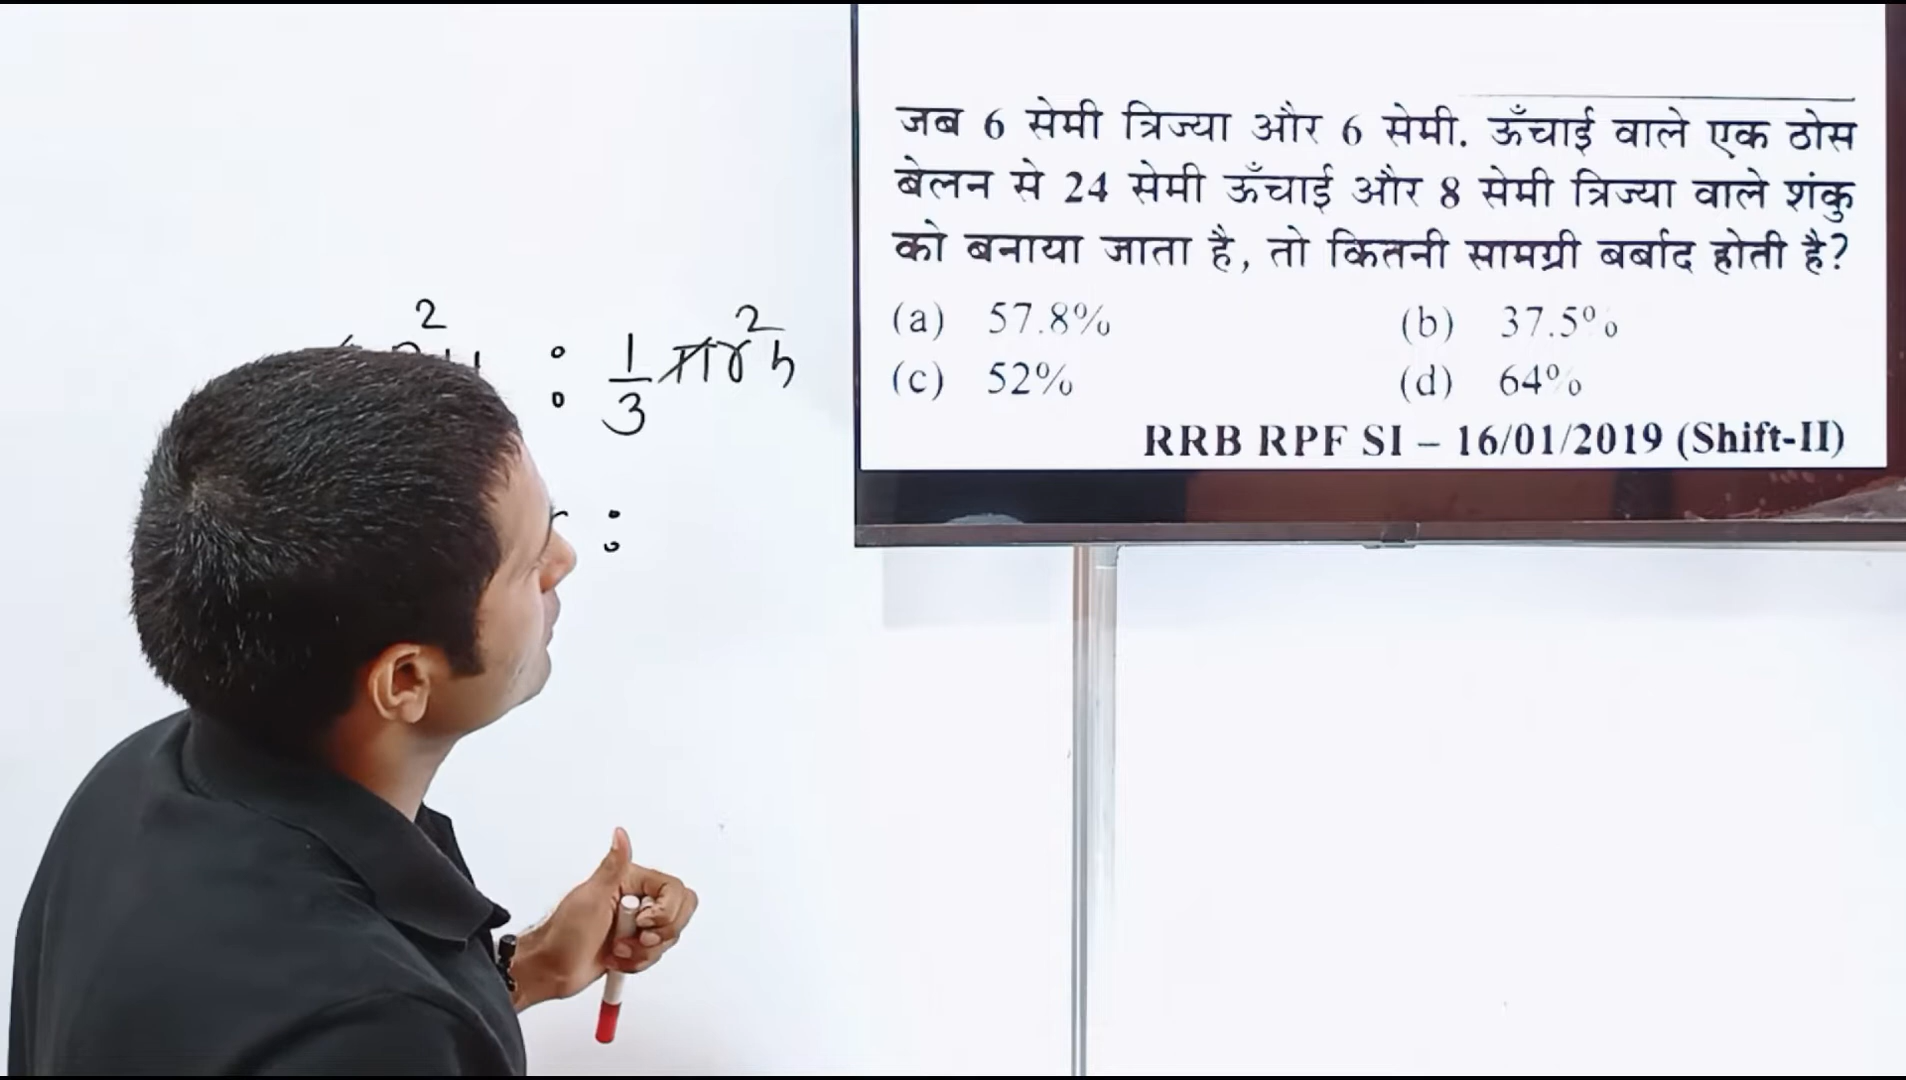 जब 6 सेमी त्रिज्या और 6 सेमी. ऊँचाई वाले एक ठोस
बेलन से 24 सेमी ऊँचाई और 8 सेमी त्रिज्या वाले शंकु
को बनाया जाता है, तो कितनी सामग्री बर्बाद होती है?
(a) 57.8% (b) 37.5%
(c) 52% (d) 64%
RRB RPF SI – 16/01/2019 (Shift-II)
2 : 1/3 πr²h
: